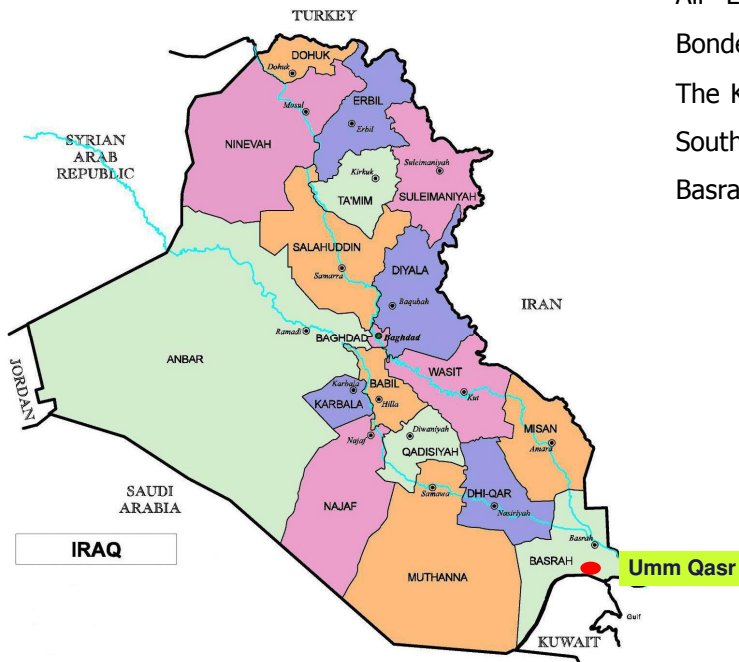 TURKEY
Bonde
The K
South
Basra
DOHUK
Dohuk
Mosul
ERBIL
Erbil
NINEVAH
SYRIAN
ARAB
REPUBLIC
Kirkuk
TA'MIM
Suleimaniyah
SULEIMANIYAH
SALAHUDDIN
Samarra
DIYALA
Baqubah
IRAN
Ramadi
BAGHDAD
Baghdad
ANBAR
JORDAN
WASIT
Kut
BABIL
Hilla
Karbala
KARBALA
MISAN
Amara
Najaf
Diwaniyah
QADISIYAH
SAUDI
ARABIA
NAJAF
Samawa
DHI-QAR
Nasiriyah
IRAQ
MUTHANNA
Basrah
BASRAH
Umm Qasr
Gulf
KUWAIT